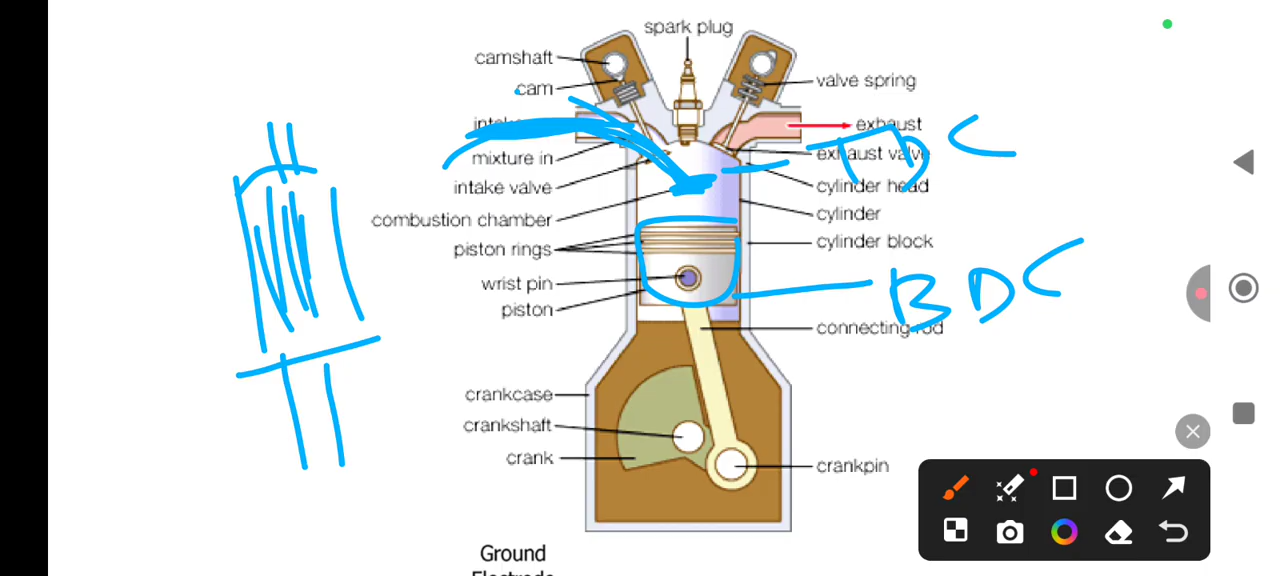 spark plug
camshaft
cam
valve spring
exhaust
TDC
mixture in
exhaust valve
intake valve
cylinder head
combustion chamber
cylinder
piston rings
cylinder block
wrist pin
piston
BDC
connecting rod
crankcase
crankshaft
crank
crankpin
Ground
Electrode